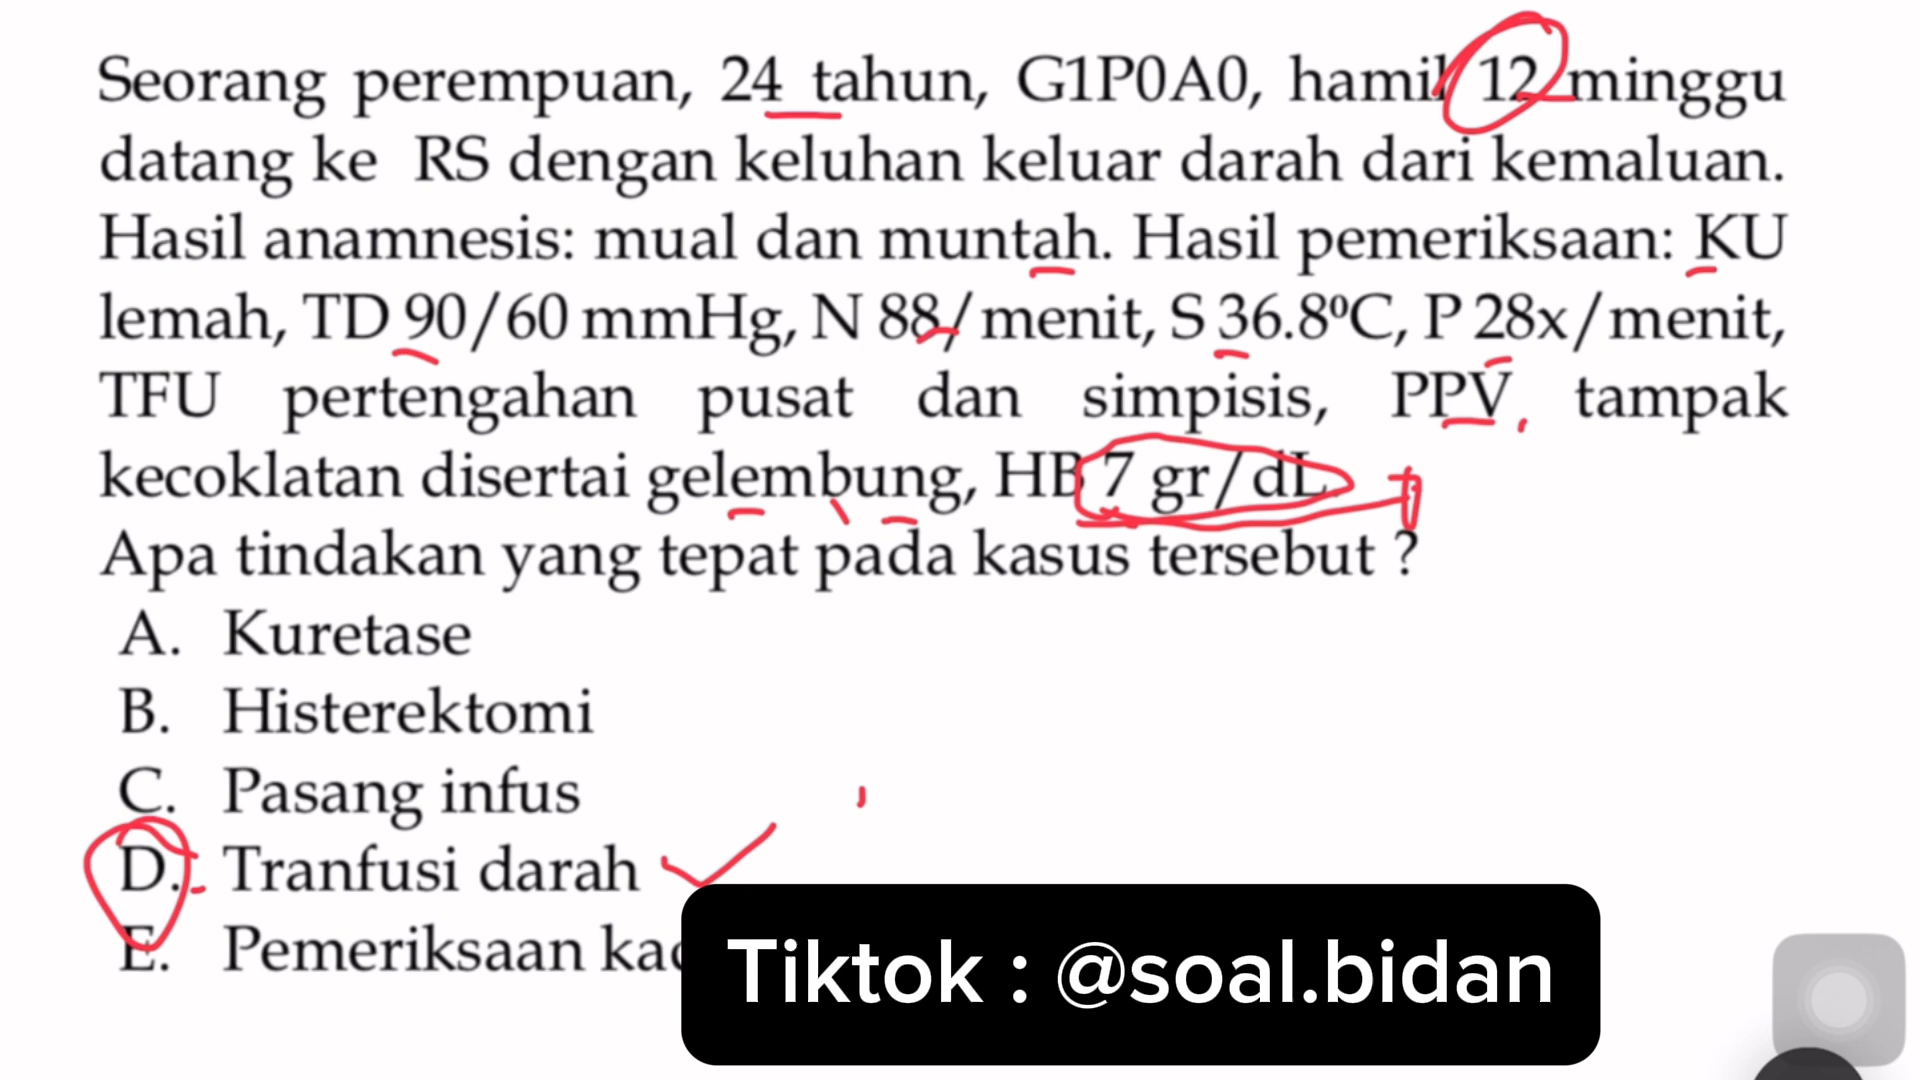 Seorang perempuan, 24 tahun, G1P0A0, hamil 12 minggu
datang ke RS dengan keluhan keluar darah dari kemaluan.
Hasil anamnesis: mual dan muntah. Hasil pemeriksaan: KU
lemah, TD 90/60 mmHg, N 88/menit, S 36.8⁰C, P 28x/menit,
TFU pertengahan pusat dan simpisis, PPV tampak
kecoklatan disertai gelembung, HB 7 gr/dL.
Apa tindakan yang tepat pada kasus tersebut ?
A. Kuretase
B. Histerektomi
C. Pasang infus
D. Tranfusi darah
E. Pemeriksaan
Tiktok : @soal.bidan